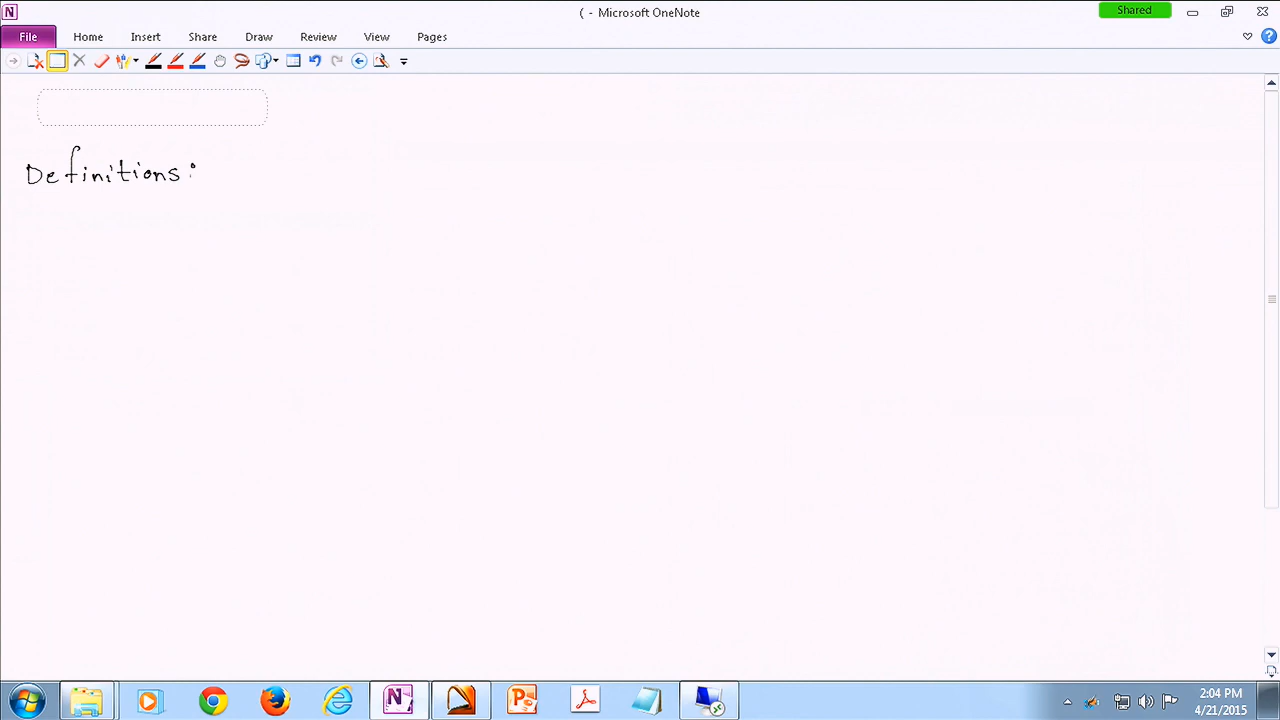 ( - Microsoft OneNote
Shared
File Home Insert Share Draw Review View Pages
Definitions:
2:04 PM
4/21/2015